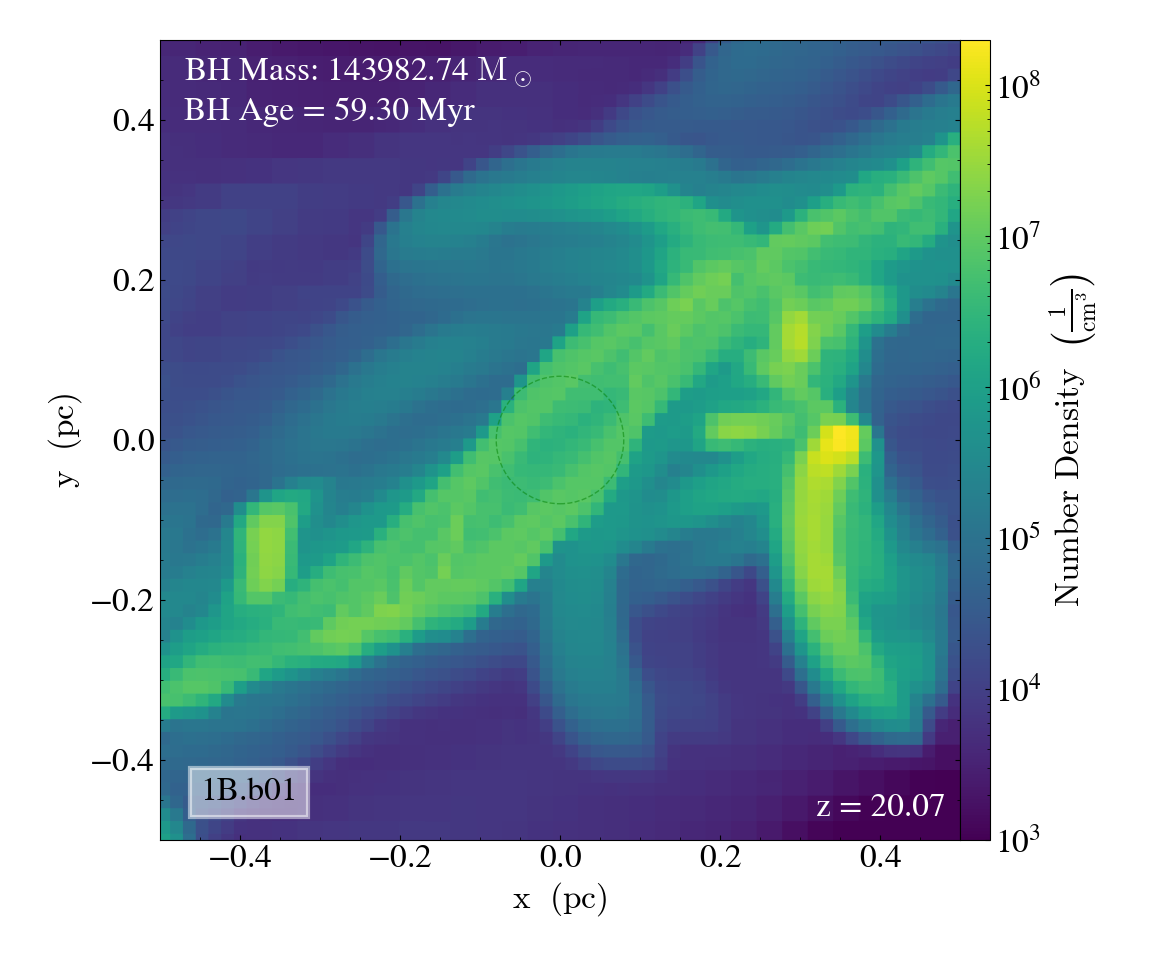 BH Mass: 143982.74 M☉
BH Age = 59.30 Myr
0.4
0.2
0.0
−0.2
−0.4
y (pc)
1B.b01
z = 20.07
−0.4
−0.2
0.0
0.2
0.4
x (pc)
10⁸
10⁷
10⁶
10⁵
10⁴
10³
Number Density (1/cm³)